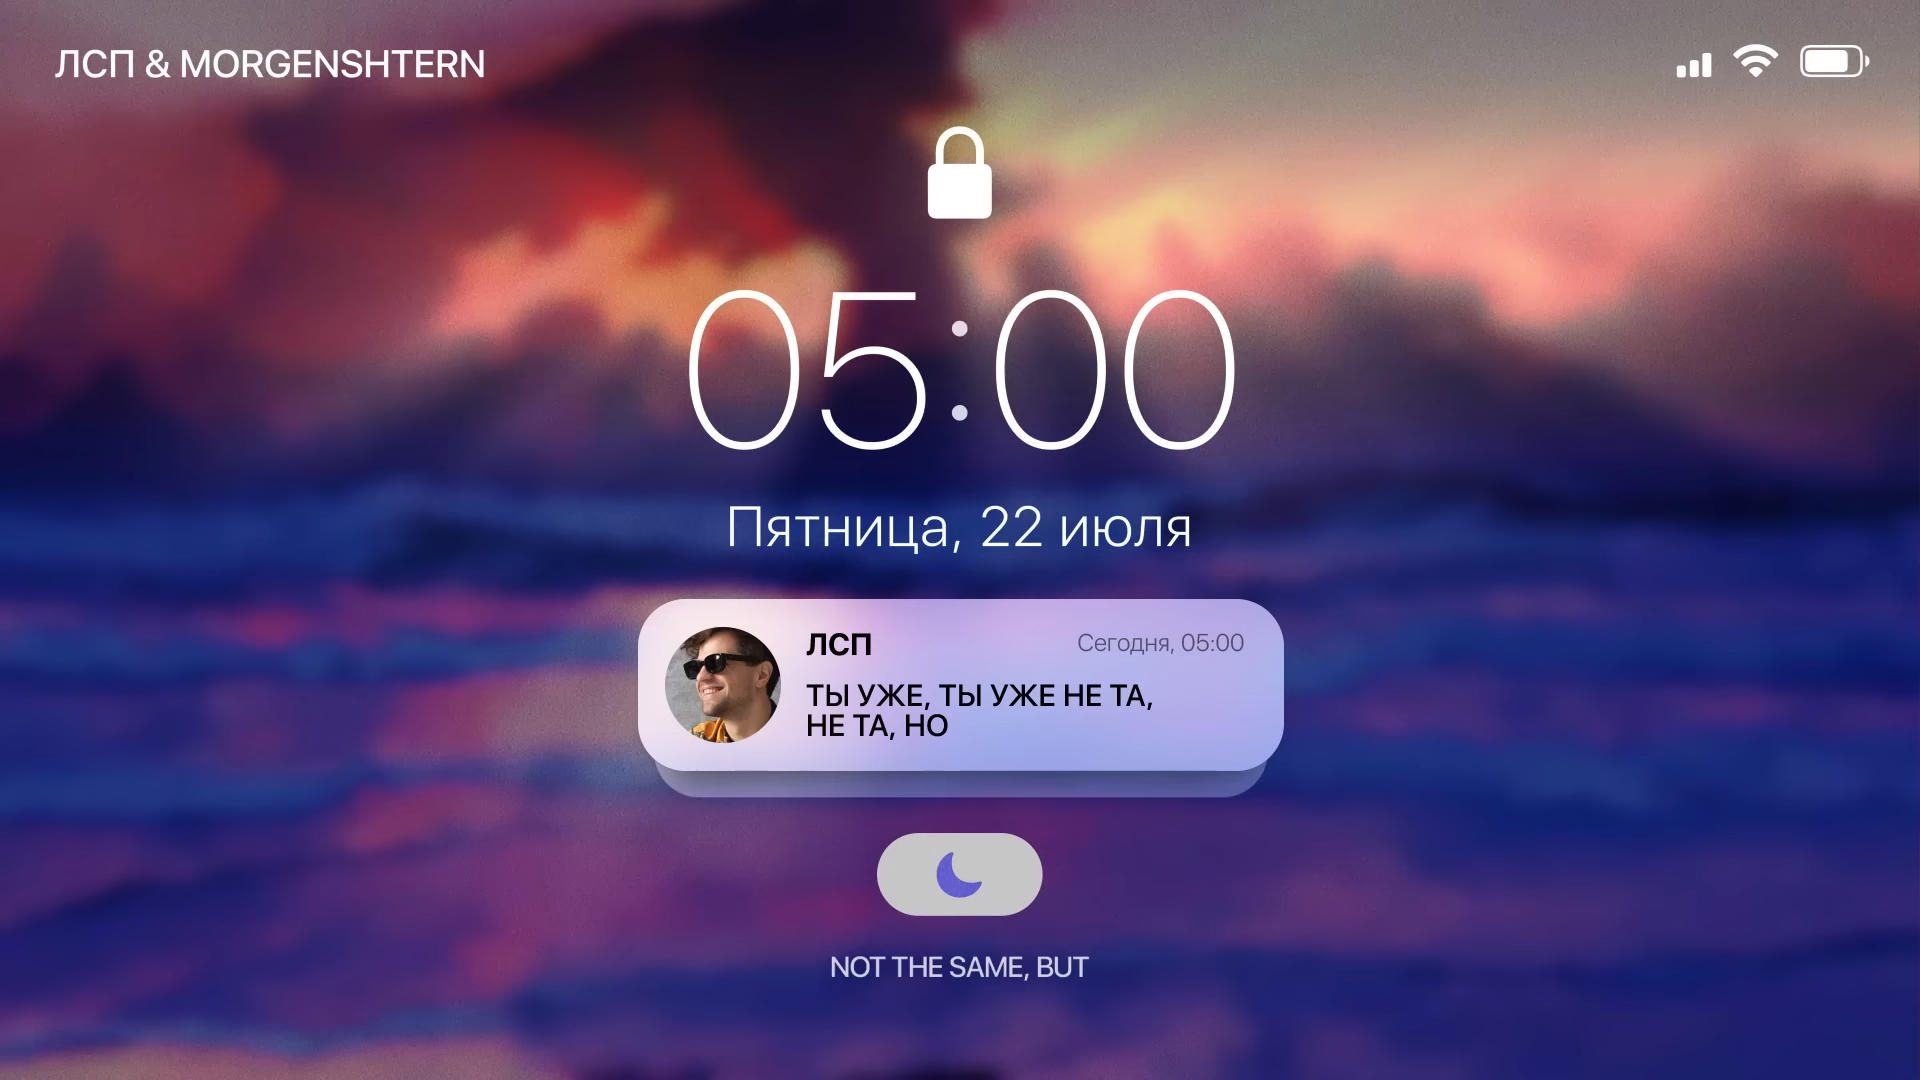 ЛСП & MORGENSHTERN
05:00
Пятница, 22 июля
ЛСП
Сегодня, 05:00
ТЫ УЖЕ, ТЫ УЖЕ НЕ ТА,
НЕ ТА, НО
NOT THE SAME, BUT